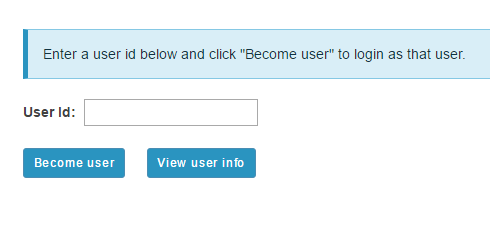 Enter a user id below and click "Become user" to login as that user.
User Id:
Become user View user info